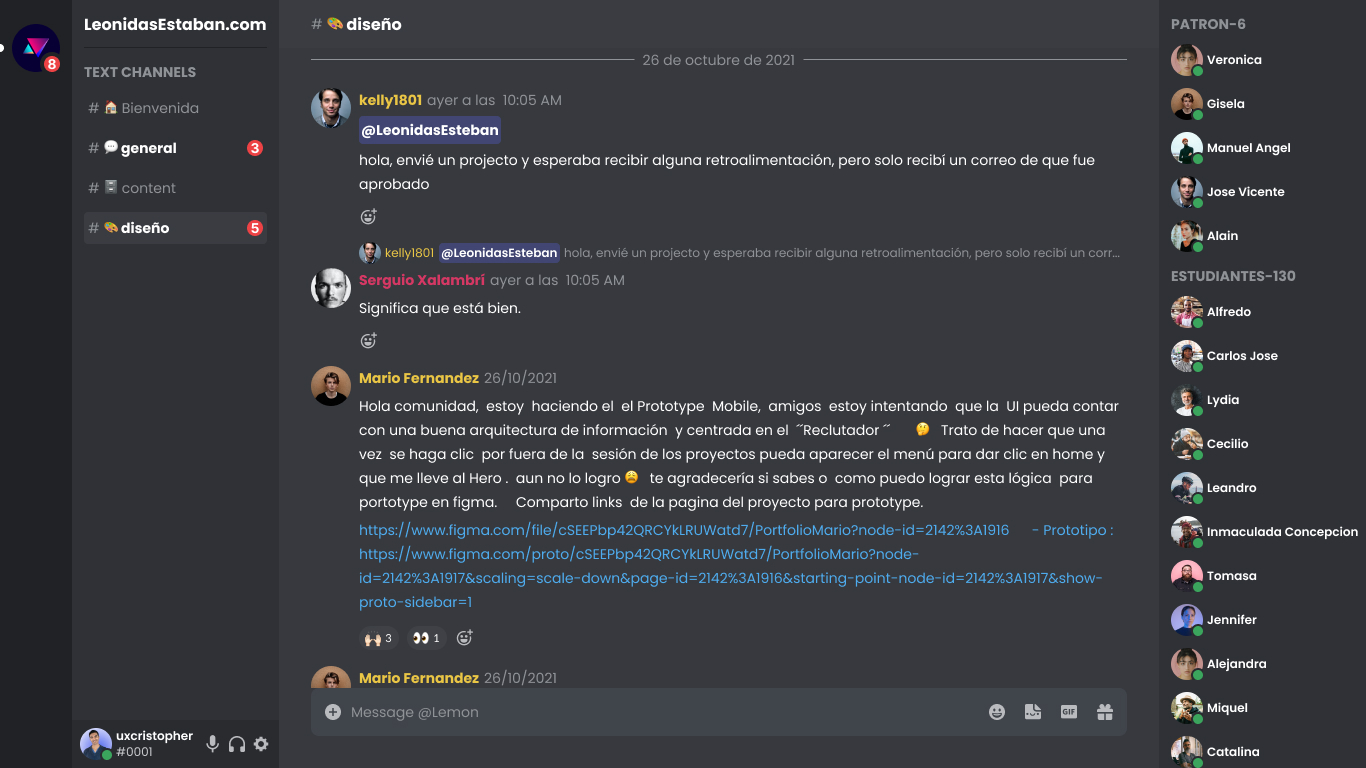 8
LeonidasEstaban.com
TEXT CHANNELS
# Bienvenida
# general 3
# content
# diseño 5
uxcristopher
#0001
# diseño
26 de octubre de 2021
kelly1801 ayer a las 10:05 AM
@LeonidasEsteban
hola, envié un projecto y esperaba recibir alguna retroalimentación, pero solo recibí un correo de que fue
aprobado
kelly1801 @LeonidasEsteban hola, envié un projecto y esperaba recibir alguna retroalimentación, pero solo recibi un corr...
Serguio Xalambrí ayer a las 10:05 AM
Significa que está bien.
Mario Fernandez 26/10/2021
Hola comunidad, estoy haciendo el el Prototype Mobile, amigos estoy intentando que la UI pueda contar
con una buena arquitectura de información y centrada en el ˝Reclutador ˝ 🤔 Trato de hacer que una
vez se haga clic por fuera de la sesión de los proyectos pueda aparecer el menú para dar clic en home y
que me lleve al Hero . aun no lo logro 😩 te agradecería si sabes o como puedo lograr esta lógica para
portotype en figma. Comparto links de la pagina del proyecto para prototype.
https://www.figma.com/file/cSEEPbp42QRCYkLRUWatd7/PortfolioMario?node-id=2142%3A1916 - Prototipo :
https://www.figma.com/proto/cSEEPbp42QRCYkLRUWatd7/PortfolioMario?node-
id=2142%3A1917&scaling=scale-down&page-id=2142%3A1916&starting-point-node-id=2142%3A1917&show-
proto-sidebar=1
3 1
Mario Fernandez 26/10/2021
Message @Lemon
GIF
PATRON-6
Veronica
Gisela
Manuel Angel
Jose Vicente
Alain
ESTUDIANTES-130
Alfredo
Carlos Jose
Lydia
Cecilio
Leandro
Inmaculada Concepcion
Tomasa
Jennifer
Alejandra
Miquel
Catalina